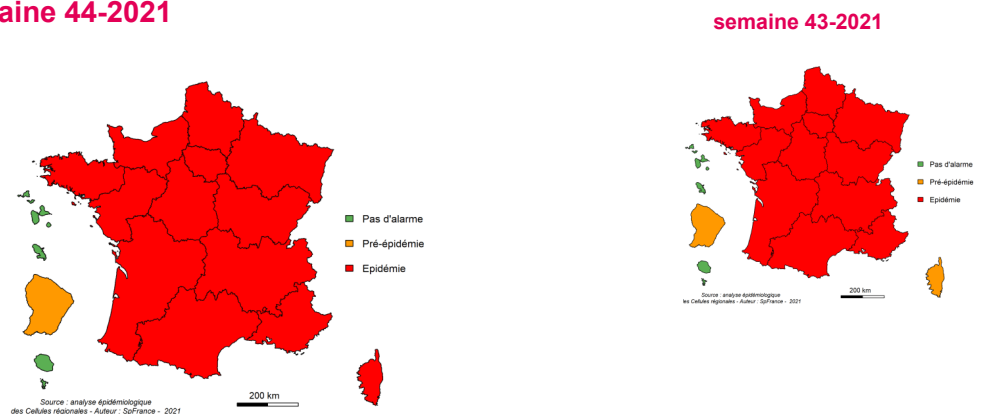 aine 44-2021
Pas d'alarme
Pré-épidémie
Epidémie
200 km
Source : analyse épidémiologique
des Cellules régionales - Auteur : SpFrance - 2021
semaine 43-2021
Pas d'alarme
Pré-épidémie
Epidémie
200 km
Source : analyse épidémiologique
les Cellules régionales - Auteur : SpFrance - 2021